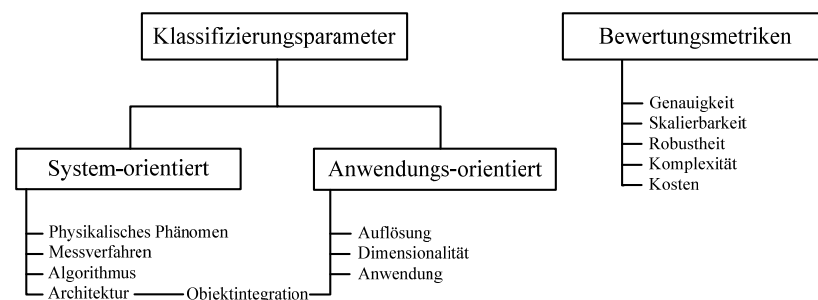 Klassifizierungsparameter
Bewertungsmetriken
Genauigkeit
Skalierbarkeit
Robustheit
Komplexität
Kosten
System-orientiert
Anwendungs-orientiert
Physikalisches Phänomen
Messverfahren
Algorithmus
Architektur
Objektintegration
Auflösung
Dimensionalität
Anwendung